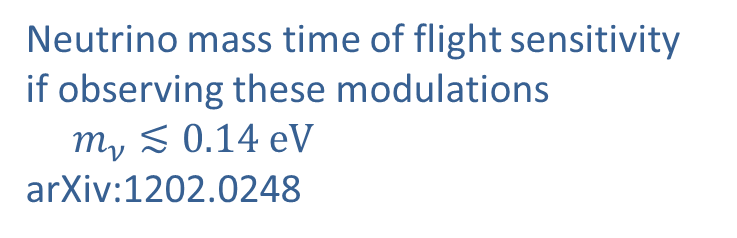 Neutrino mass time of flight sensitivity
if observing these modulations
m_ν ≲ 0.14 eV
arXiv:1202.0248